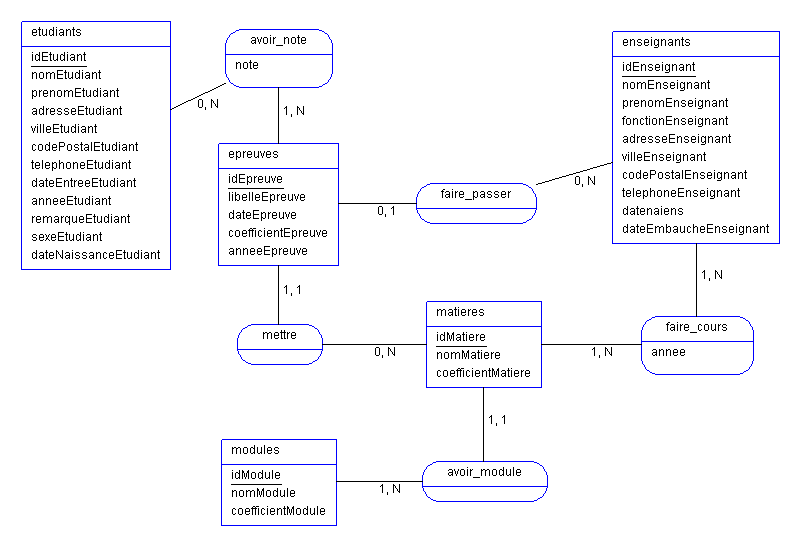 etudiants
idEtudiant
nomEtudiant
prenomEtudiant
adresseEtudiant
villeEtudiant
codePostalEtudiant
telephoneEtudiant
dateEntreeEtudiant
anneeEtudiant
remarqueEtudiant
sexeEtudiant
dateNaissanceEtudiant
avoir_note
note
0, N
1, N
enseignants
idEnseignant
nomEnseignant
prenomEnseignant
fonctionEnseignant
adresseEnseignant
villeEnseignant
codePostalEnseignant
telephoneEnseignant
datenaiens
dateEmbaucheEnseignant
epreuves
idEpreuve
libelleEpreuve
dateEpreuve
coefficientEpreuve
anneeEpreuve
0, 1
faire_passer
0, N
1, 1
1, N
mettre
0, N
matieres
idMatiere
nomMatiere
coefficientMatiere
1, N
faire_cours
annee
1, 1
modules
idModule
nomModule
coefficientModule
1, N
avoir_module